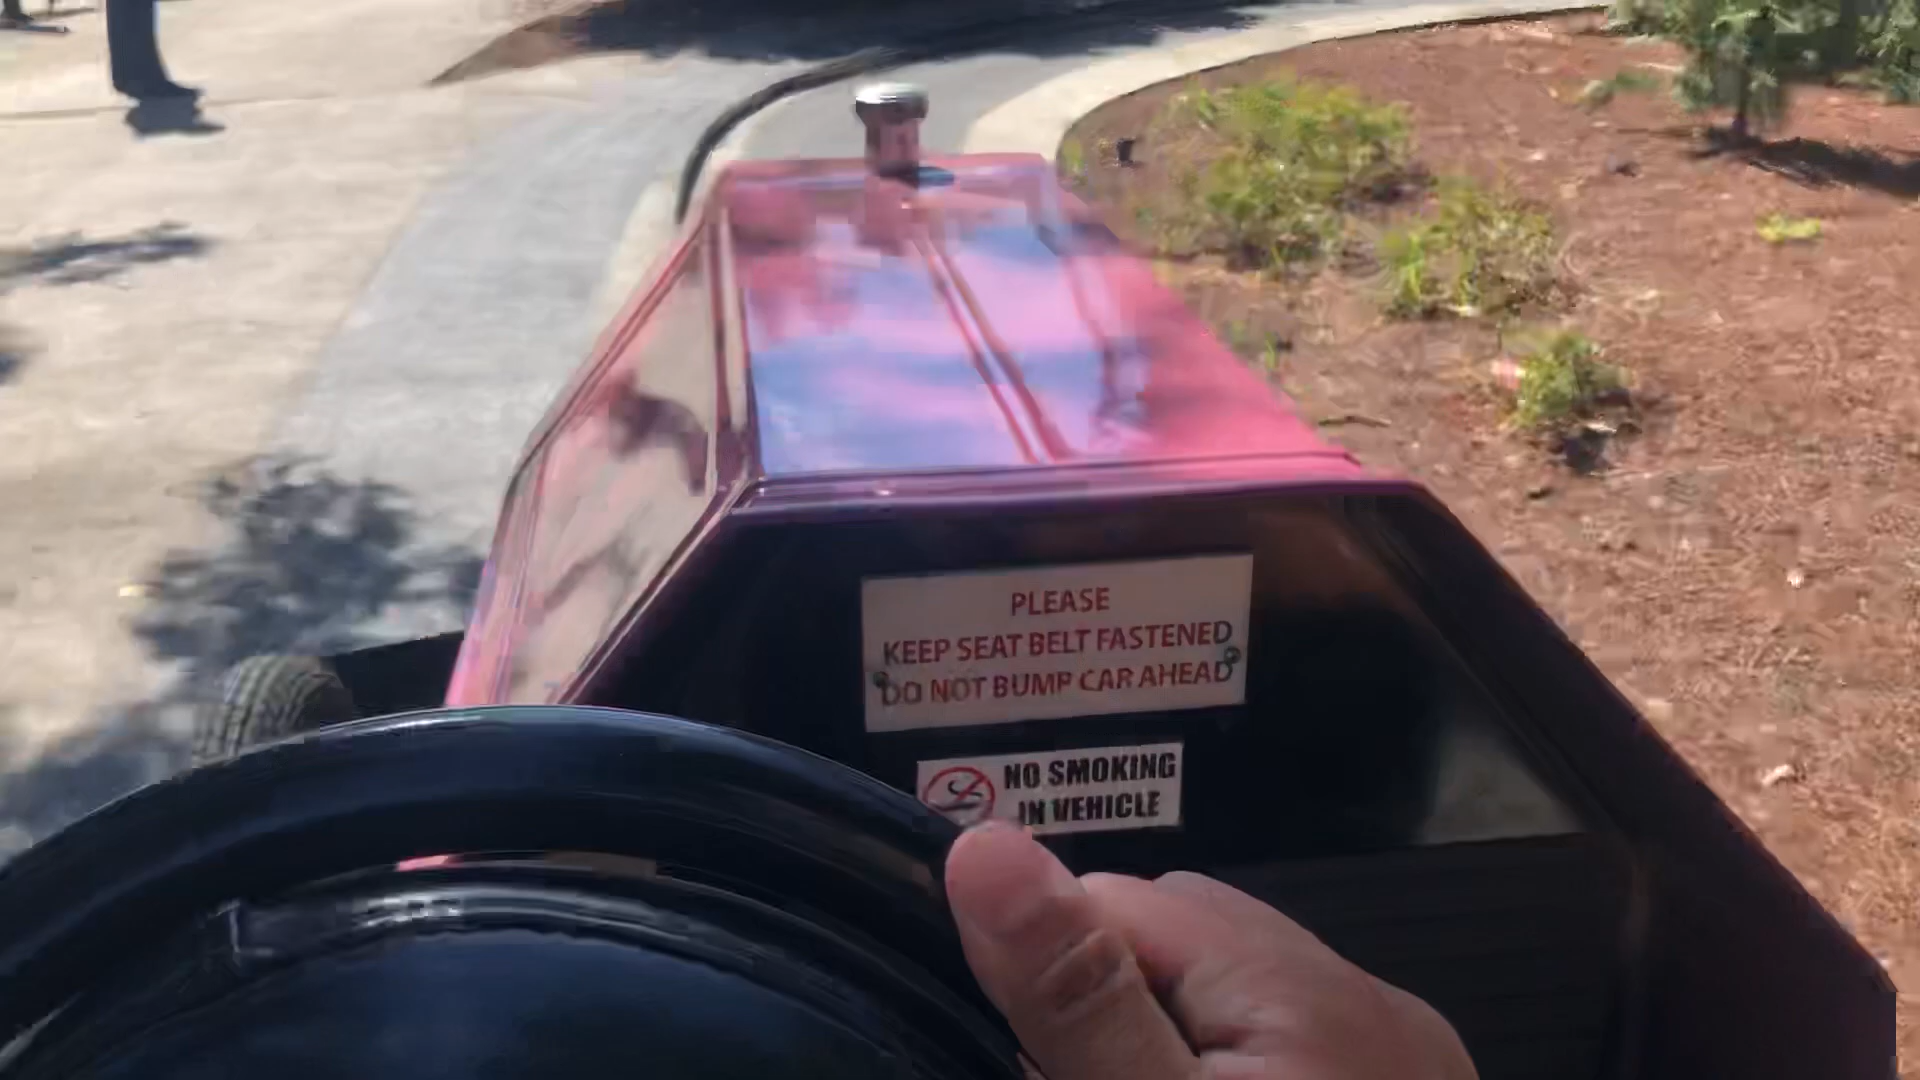 PLEASE
KEEP SEAT BELT FASTENED
DO NOT BUMP CAR AHEAD
NO SMOKING
IN VEHICLE